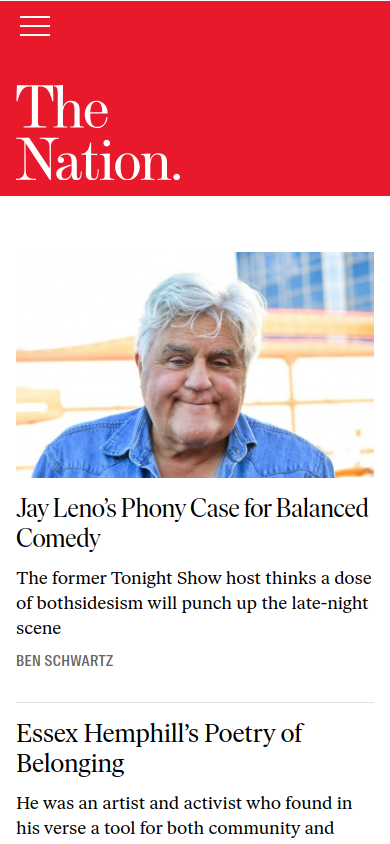 The
Nation.
Jay Leno’s Phony Case for Balanced
Comedy
The former Tonight Show host thinks a dose
of bothsidesism will punch up the late-night
scene
BEN SCHWARTZ
Essex Hemphill’s Poetry of
Belonging
He was an artist and activist who found in
his verse a tool for both community and